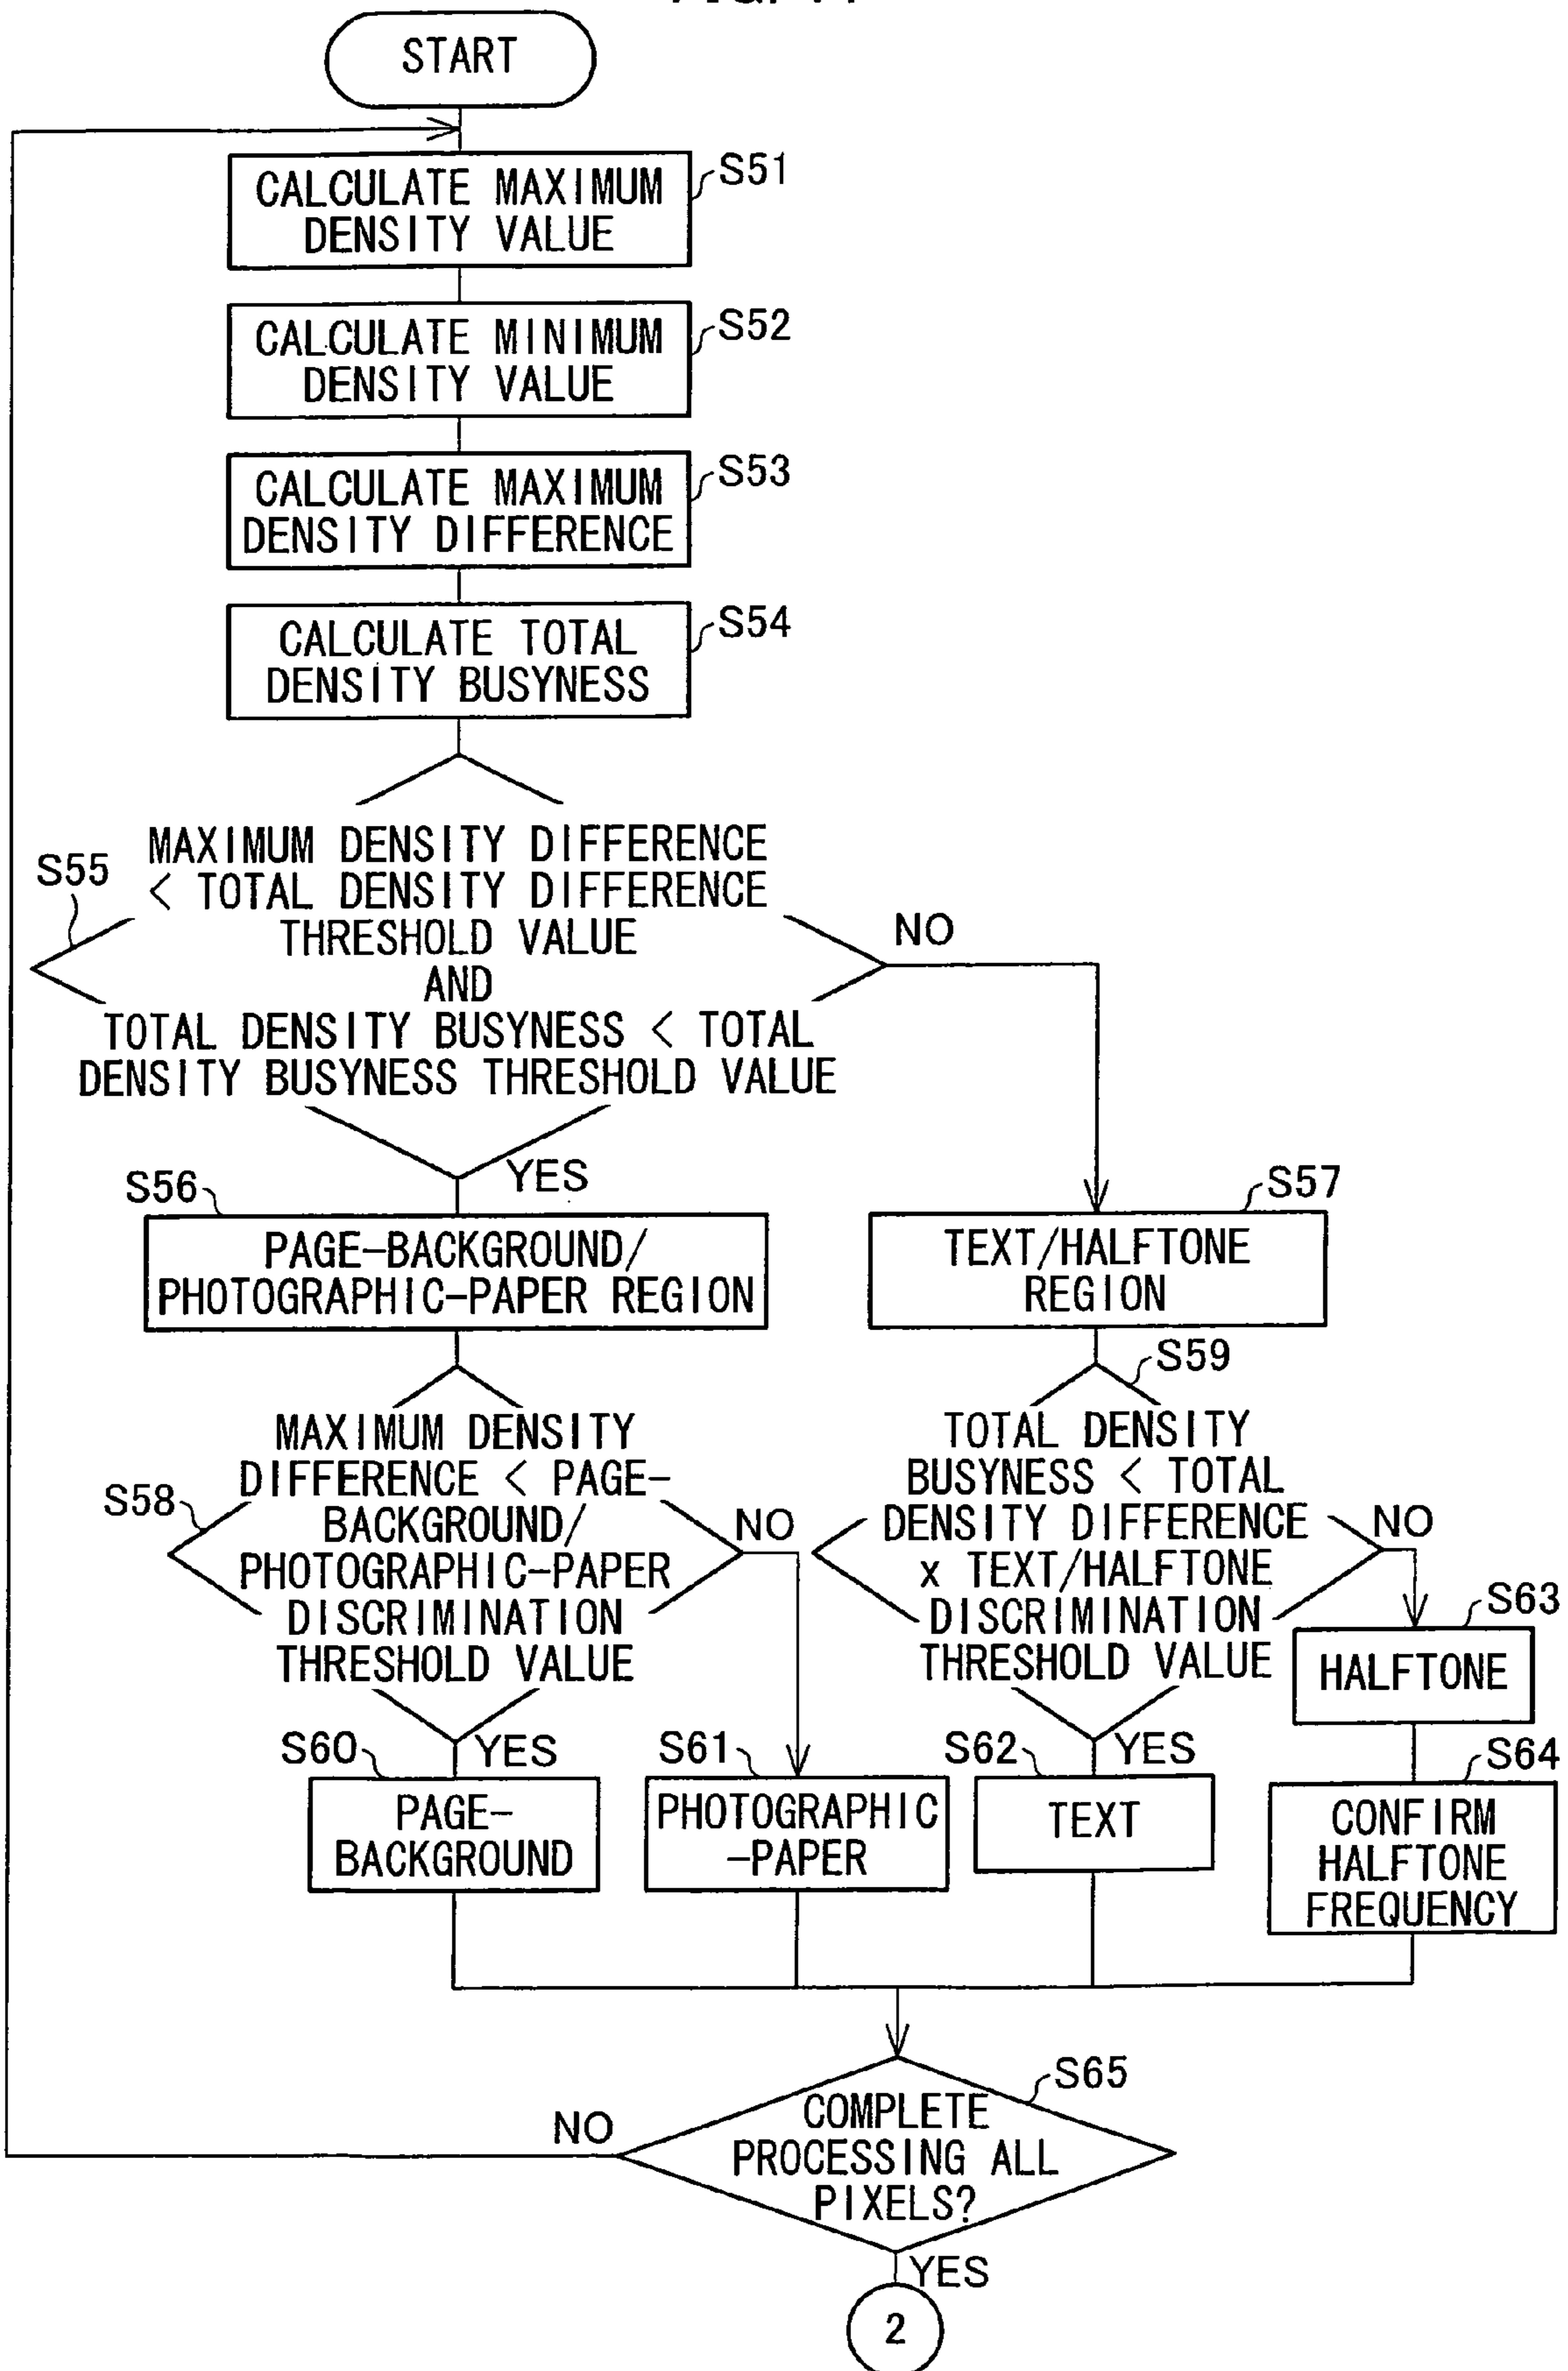 START
CALCULATE MAXIMUM
DENSITY VALUE
S51
CALCULATE MINIMUM
DENSITY VALUE
S52
CALCULATE MAXIMUM
DENSITY DIFFERENCE
S53
CALCULATE TOTAL
DENSITY BUSYNESS
S54
S55
MAXIMUM DENSITY DIFFERENCE
< TOTAL DENSITY DIFFERENCE
THRESHOLD VALUE
AND
TOTAL DENSITY BUSYNESS < TOTAL
DENSITY BUSYNESS THRESHOLD VALUE
NO
YES
S56
PAGE-BACKGROUND/
PHOTOGRAPHIC-PAPER REGION
S57
TEXT/HALFTONE
REGION
S58
MAXIMUM DENSITY
DIFFERENCE < PAGE-
BACKGROUND/
PHOTOGRAPHIC-PAPER
DISCRIMINATION
THRESHOLD VALUE
NO
YES
S59
TOTAL DENSITY
BUSYNESS < TOTAL
DENSITY DIFFERENCE
x TEXT/HALFTONE
DISCRIMINATION
THRESHOLD VALUE
NO
YES
S60
PAGE-
BACKGROUND
S61
PHOTOGRAPHIC
-PAPER
S62
TEXT
S63
HALFTONE
S64
CONFIRM
HALFTONE
FREQUENCY
S65
COMPLETE
PROCESSING ALL
PIXELS?
NO
YES
2